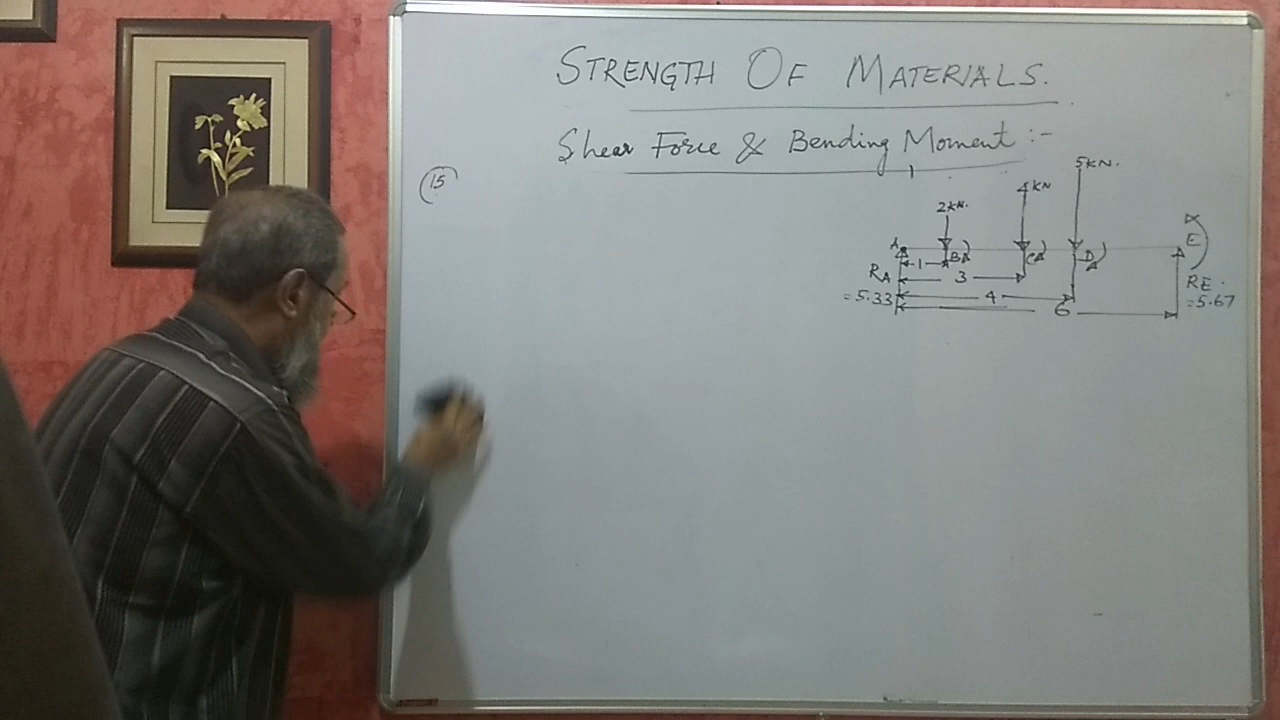 STRENGTH OF MATERIALS.
Shear Force & Bending Moment :-
15
5KN.
4KN
2KN.
A B C D E
1
RA 3 RE.
=5.33 4 =5.67
6